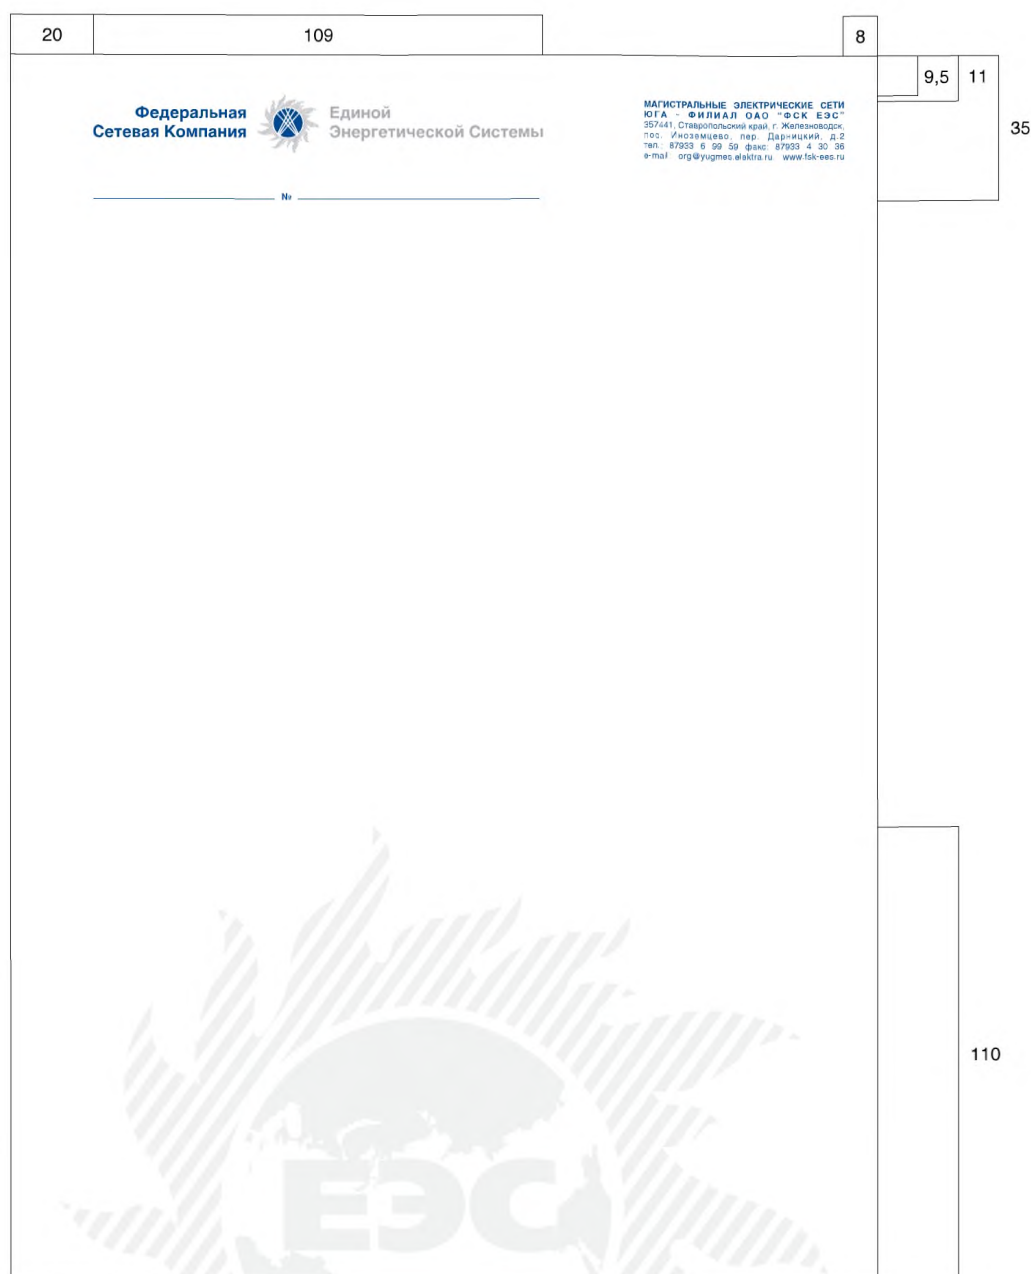 20
109
8
9,5
11
35
Федеральная
Сетевая Компания
Единой
Энергетической Системы
МАГИСТРАЛЬНЫЕ ЭЛЕКТРИЧЕСКИЕ СЕТИ
ЮГА - ФИЛИАЛ ОАО "ФСК ЕЭС"
357441, Ставропольский край, г. Железноводск,
пос. Иноземцево, пер. Дарницкий, д.2
тел.: 87933 6 99 59 факс: 87933 4 30 36
e-mail org@yugmes.elektra.ru www.fsk-ees.ru
№
110
ЕЭС